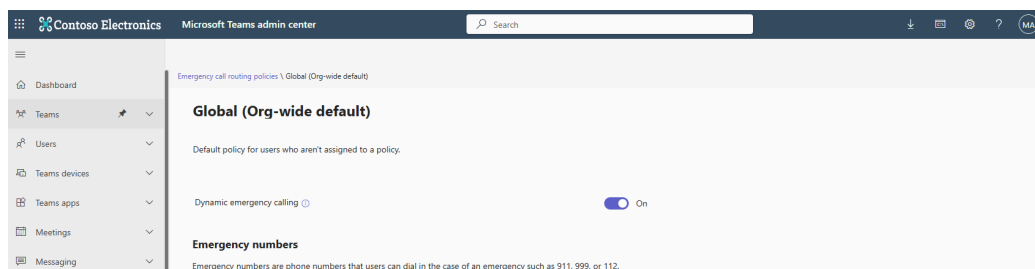 Contoso Electronics
Microsoft Teams admin center
Search
?
MA
Dashboard
Teams
Users
Teams devices
Teams apps
Meetings
Messaging
Emergency call routing policies \ Global (Org-wide default)
Global (Org-wide default)
Default policy for users who aren't assigned to a policy.
Dynamic emergency calling
On
Emergency numbers
Emergency numbers are phone numbers that users can dial in the case of an emergency such as 911, 999, or 112.